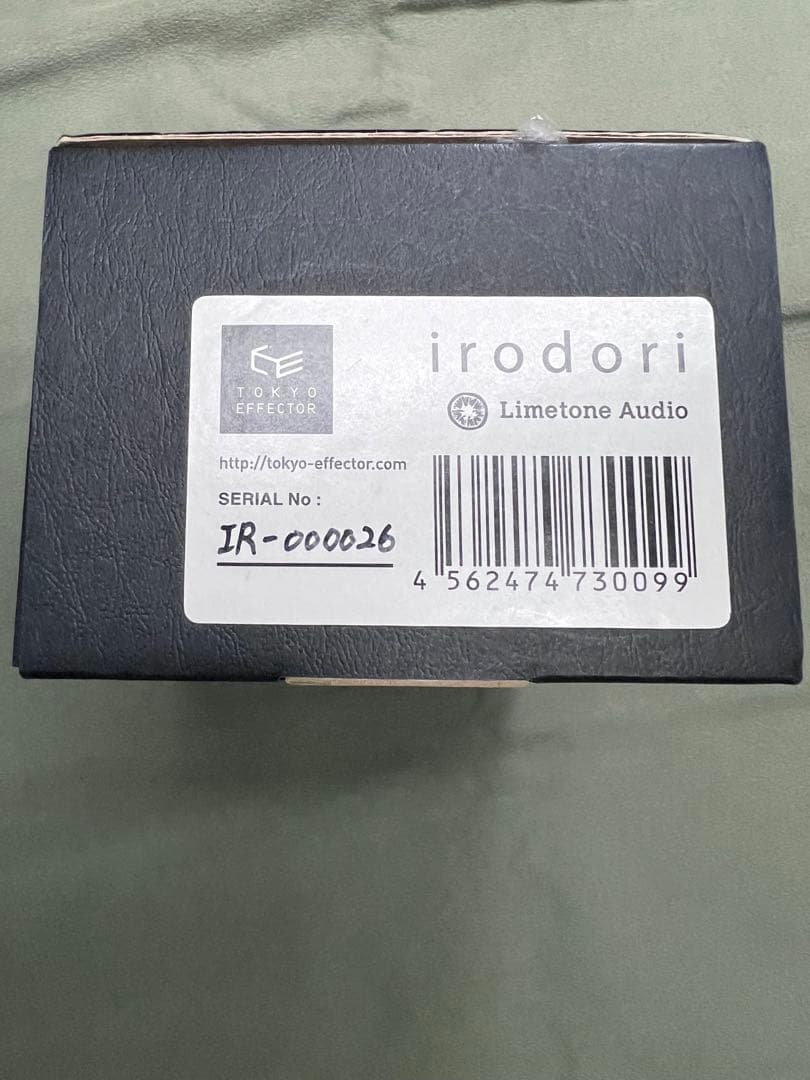 TOKYO
EFFECTOR
irodori
Limetone Audio
http://tokyo-effector.com
SERIAL No :
IR-000026
4 562474 730099